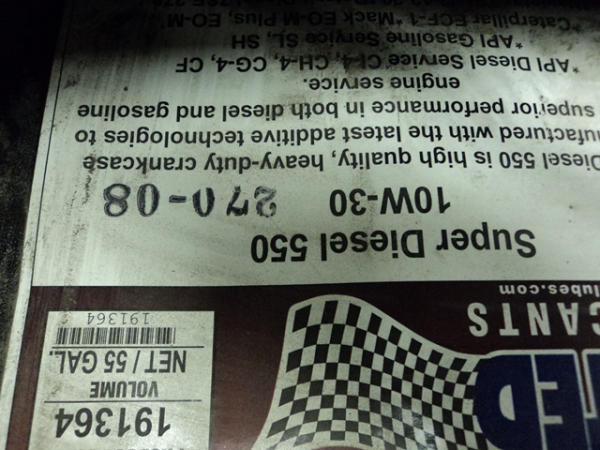 191364
VOLUME
NET / 55 GAL.
191364
CANTS
lubes.com
Super Diesel 550
10W-30 270-08
Diesel 550 is high quality, heavy-duty crankcase
with the latest additive technologies to
superior performance in both diesel and gasoline
engine service.
*API Diesel Service CI-4, CH-4, CG-4, CF
*API Gasoline Service SL, SH
*Caterpillar ECF-1* Mack EO-M Plus, EO-M